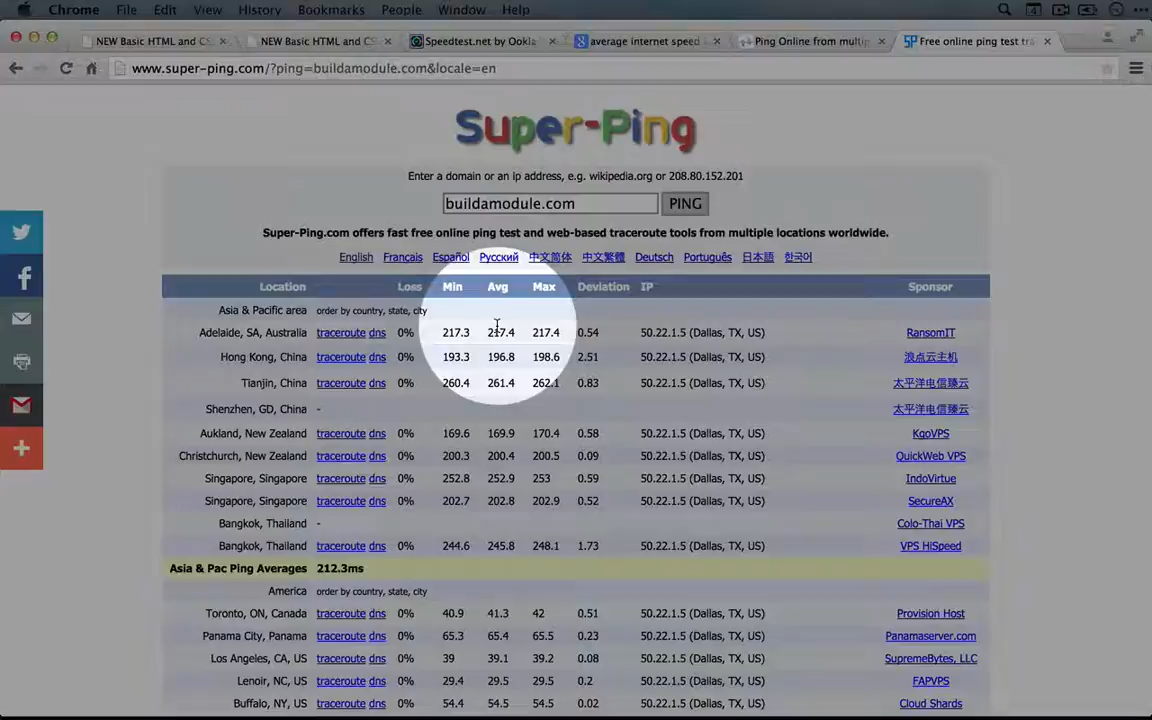 Chrome File Edit View History Bookmarks People Window Help
NEW Basic HTML and CS × NEW Basic HTML and CS × Speedtest.net by Ookla × average internet speed × Ping Online from multip × Free online ping test tra ×
www.super-ping.com/?ping=buildamodule.com&locale=en
Super-Ping
Enter a domain or an ip address, e.g. wikipedia.org or 208.80.152.201
buildamodule.com PING
Super-Ping.com offers fast free online ping test and web-based traceroute tools from multiple locations worldwide.
English Français Español Русский 中文简体 中文繁體 Deutsch Português 日本語 한국어
Location Loss Min Avg Max Deviation IP Sponsor
Asia & Pacific area order by country, state, city
Adelaide, SA, Australia traceroute dns 0% 217.3 217.4 217.4 0.54 50.22.1.5 (Dallas, TX, US) RansomIT
Hong Kong, China traceroute dns 0% 193.3 196.8 198.6 2.51 50.22.1.5 (Dallas, TX, US) 浪点云主机
Tianjin, China traceroute dns 0% 260.4 261.4 262.1 0.83 50.22.1.5 (Dallas, TX, US) 太平洋电信臻云
Shenzhen, GD, China - 太平洋电信臻云
Aukland, New Zealand traceroute dns 0% 169.6 169.9 170.4 0.58 50.22.1.5 (Dallas, TX, US) KgoVPS
Christchurch, New Zealand traceroute dns 0% 200.3 200.4 200.5 0.09 50.22.1.5 (Dallas, TX, US) QuickWeb VPS
Singapore, Singapore traceroute dns 0% 252.8 252.9 253 0.59 50.22.1.5 (Dallas, TX, US) IndoVirtue
Singapore, Singapore traceroute dns 0% 202.7 202.8 202.9 0.52 50.22.1.5 (Dallas, TX, US) SecureAX
Bangkok, Thailand - Colo-Thai VPS
Bangkok, Thailand traceroute dns 0% 244.6 245.8 248.1 1.73 50.22.1.5 (Dallas, TX, US) VPS HiSpeed
Asia & Pac Ping Averages 212.3ms
America order by country, state, city
Toronto, ON, Canada traceroute dns 0% 40.9 41.3 42 0.51 50.22.1.5 (Dallas, TX, US) Provision Host
Panama City, Panama traceroute dns 0% 65.3 65.4 65.5 0.23 50.22.1.5 (Dallas, TX, US) Panamaserver.com
Los Angeles, CA, US traceroute dns 0% 39 39.1 39.2 0.08 50.22.1.5 (Dallas, TX, US) SupremeBytes, LLC
Lenoir, NC, US traceroute dns 0% 29.4 29.5 29.5 0.2 50.22.1.5 (Dallas, TX, US) FAPVPS
Buffalo, NY, US traceroute dns 0% 54.4 54.5 54.5 0.02 50.22.1.5 (Dallas, TX, US) Cloud Shards